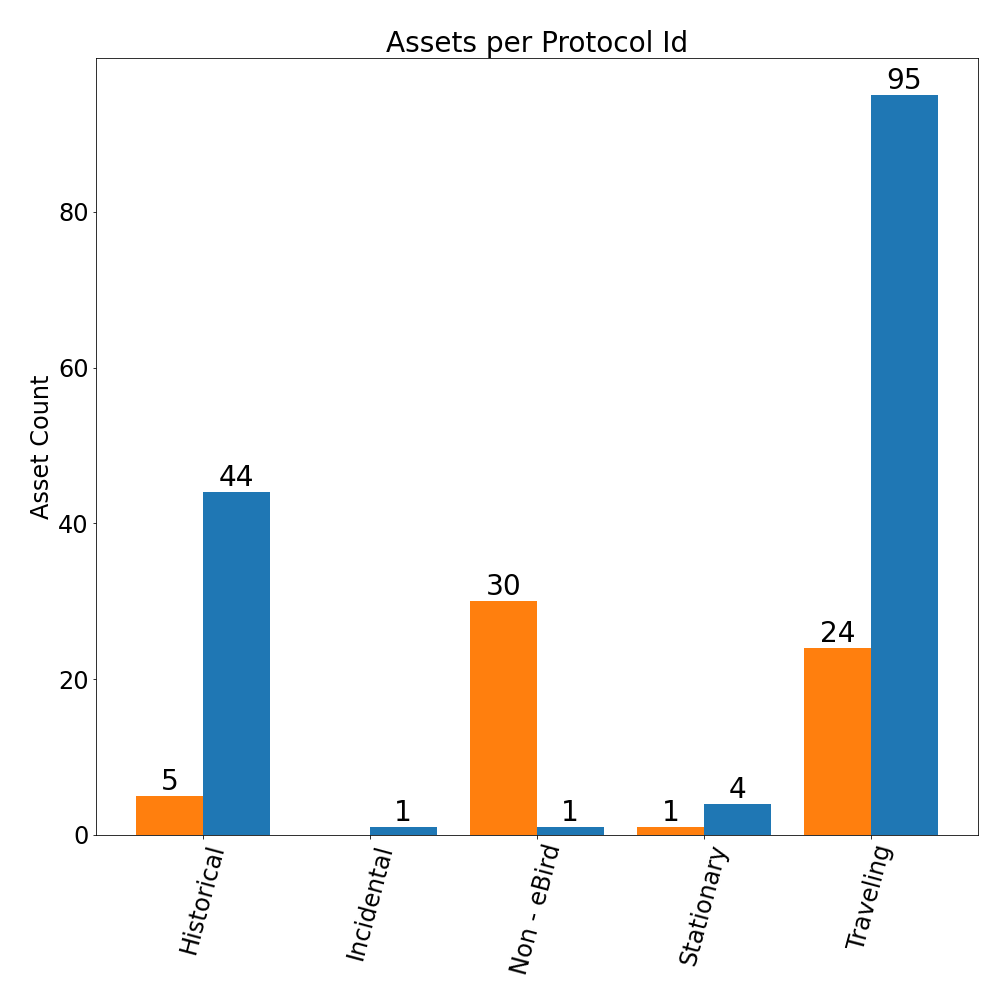 Assets per Protocol Id
Asset Count
80
60
40
20
0
5
44
1
30
1
1
4
24
95
Historical
Incidental
Non - eBird
Stationary
Traveling